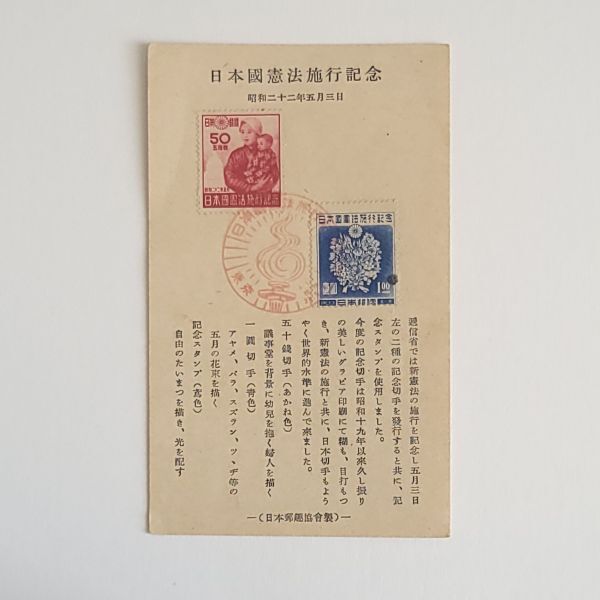 日本國憲法施行記念
昭和二十二年五月三日
日本郵便
50
五拾銭
日本國憲法施行記念
日本國憲法施行記念
1.00
日本郵便
東京
逓信省では新憲法の施行を記念し五月三日
左の二種の記念切手を發行すると共に、記
念スタンプを使用しました。
今度の記念切手は昭和十九年以來久し振り
の美しいグラビア印刷にて糊も、目打もつ
き、新憲法の施行と共に、日本切手もよう
やく世界的水準に進んで來ました。
五十錢切手(あかね色)
議事堂を背景に幼兒を抱く婦人を描く
一圓切手(靑色)
アヤメ、バラ、スズラン、ツヽヂ等の
五月の花束を描く
記念スタンプ(鳶色)
自由のたいまつを描き、光を配す
―(日本郵趣協會製)―